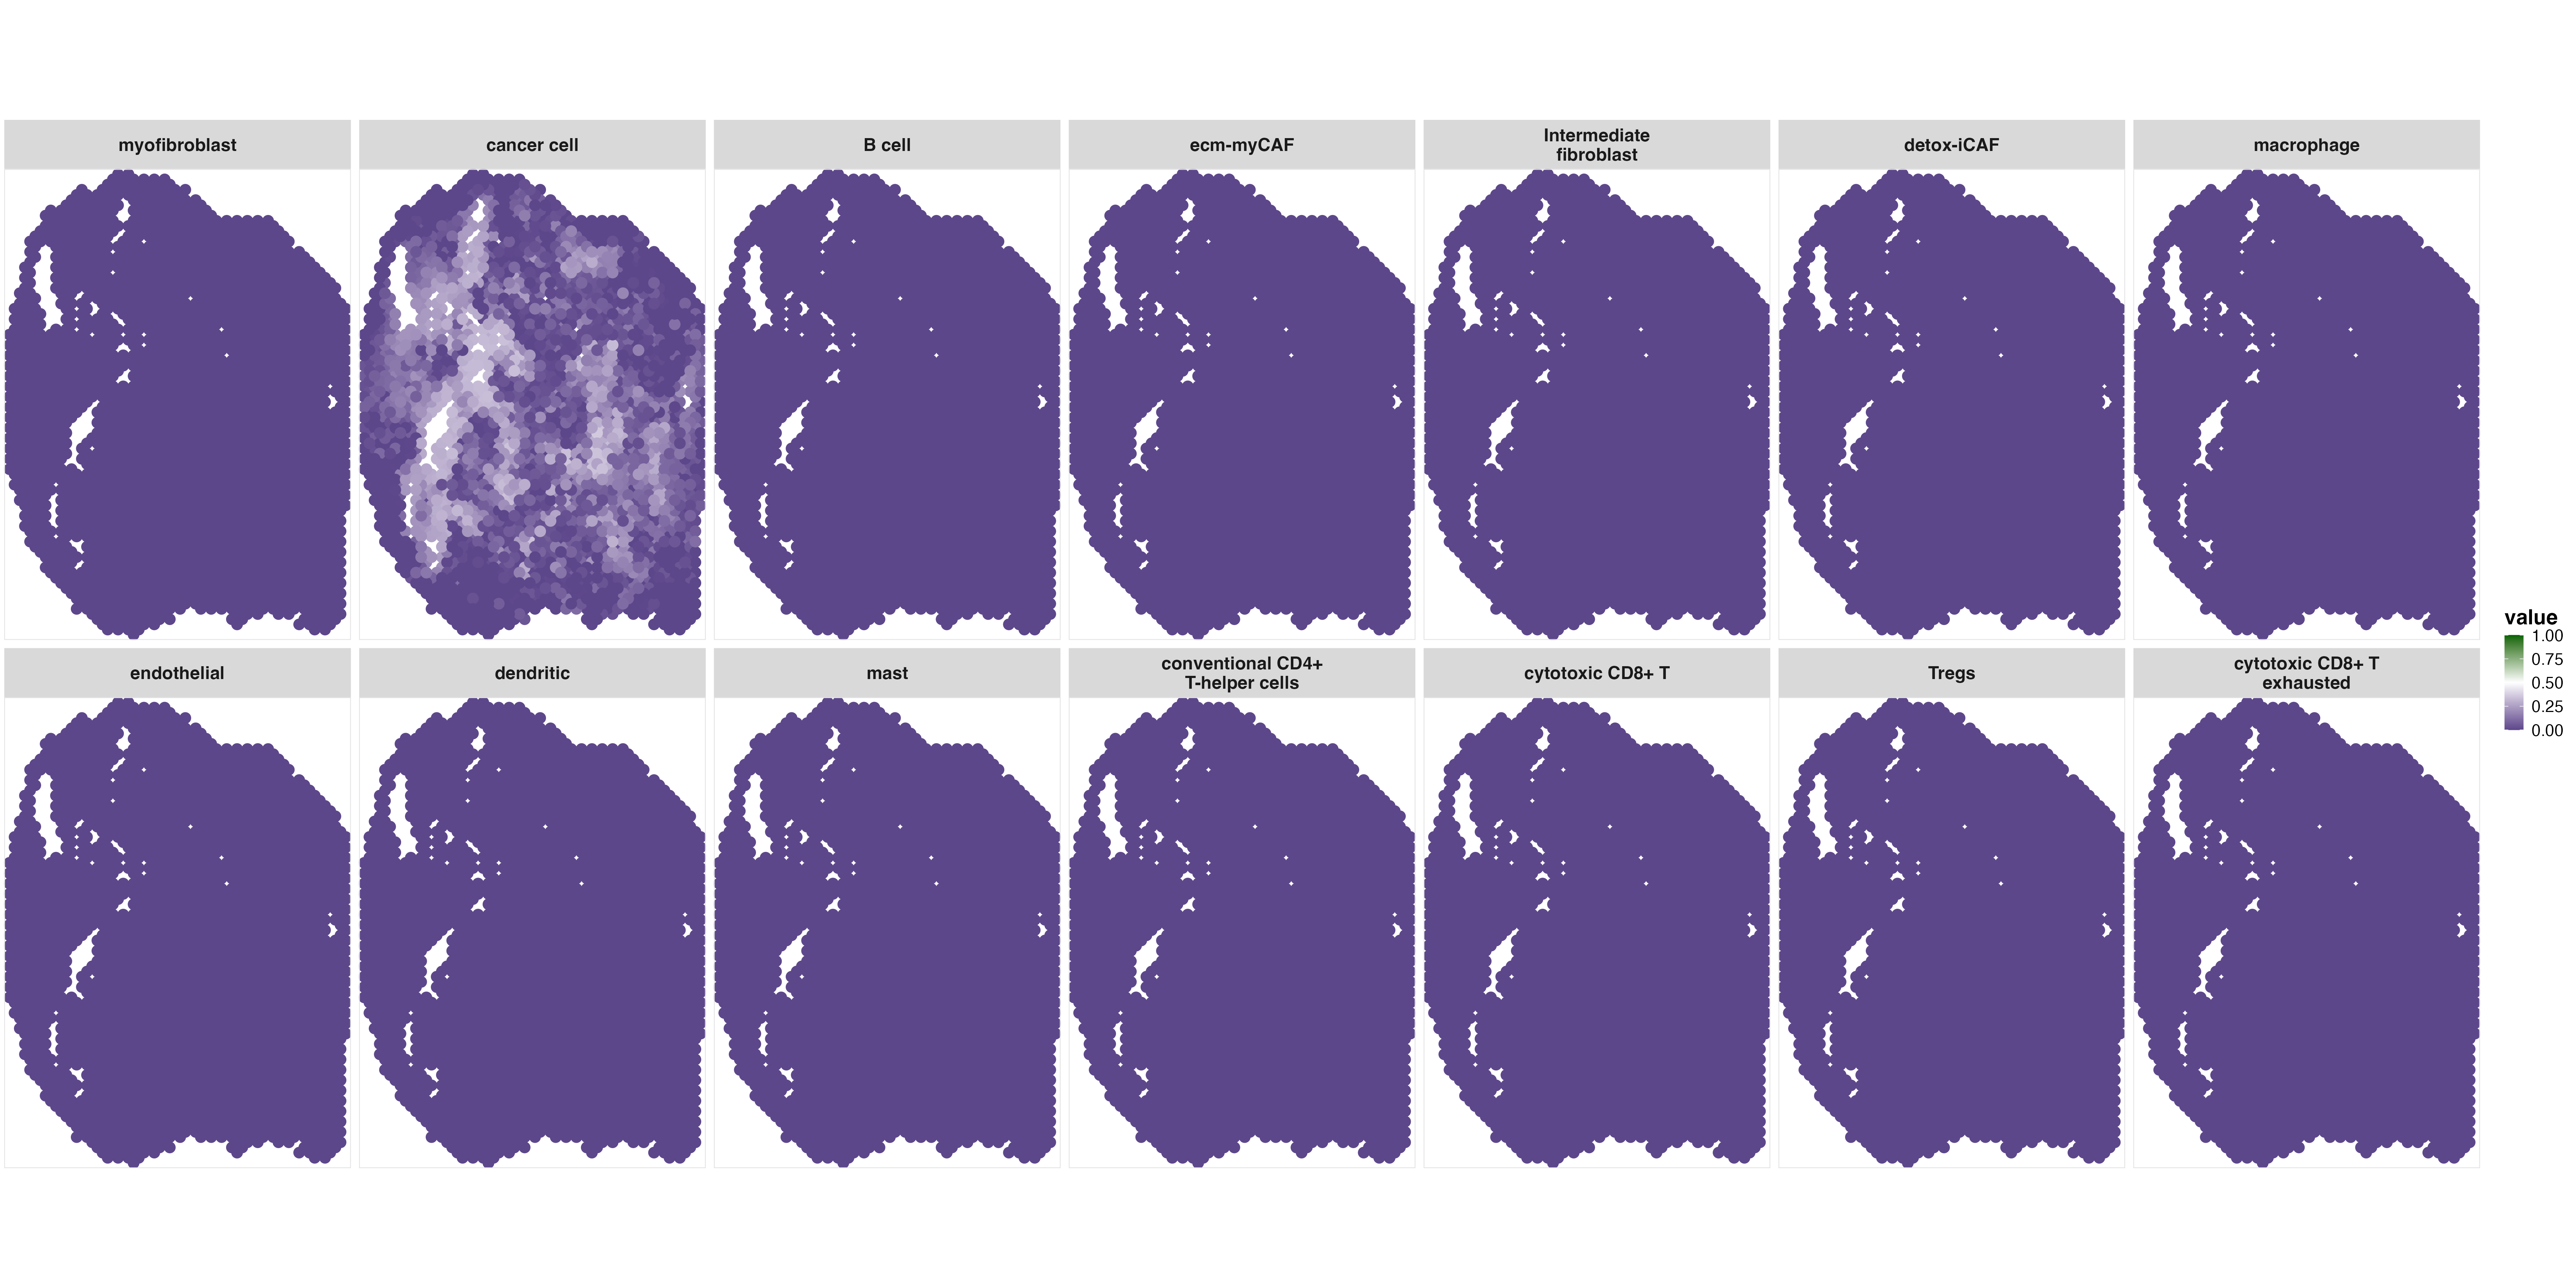 myofibroblast
cancer cell
B cell
ecm-myCAF
Intermediate
fibroblast
detox-iCAF
macrophage
endothelial
dendritic
mast
conventional CD4+
T-helper cells
cytotoxic CD8+ T
Tregs
cytotoxic CD8+ T
exhausted
value
1.00
0.75
0.50
0.25
0.00